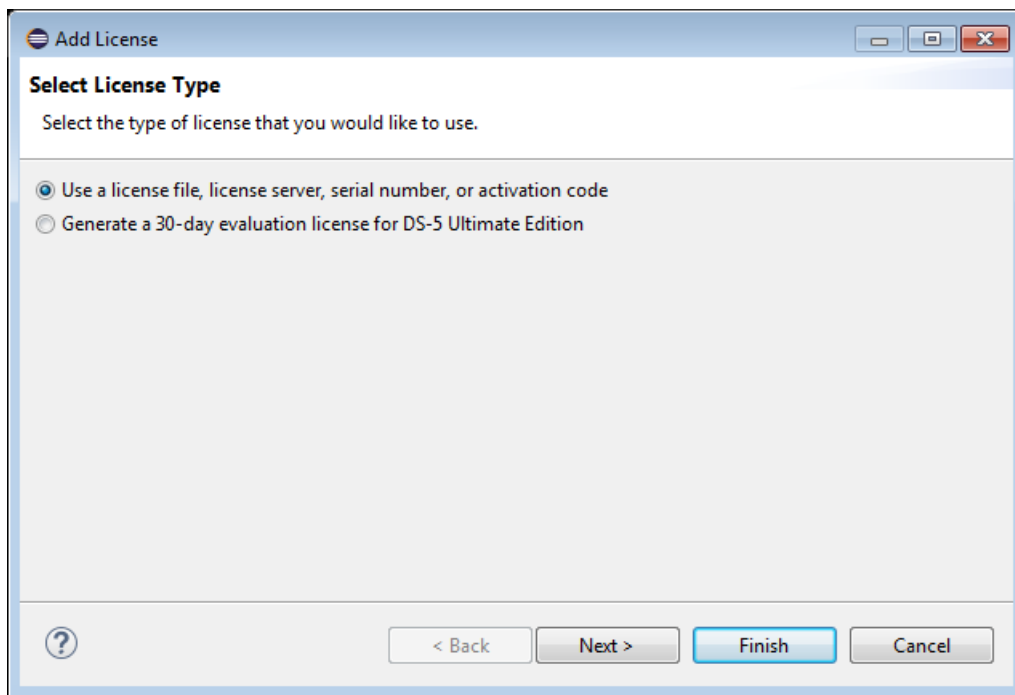 Add License
Select License Type
Select the type of license that you would like to use.
Use a license file, license server, serial number, or activation code
Generate a 30-day evaluation license for DS-5 Ultimate Edition
? < Back Next > Finish Cancel